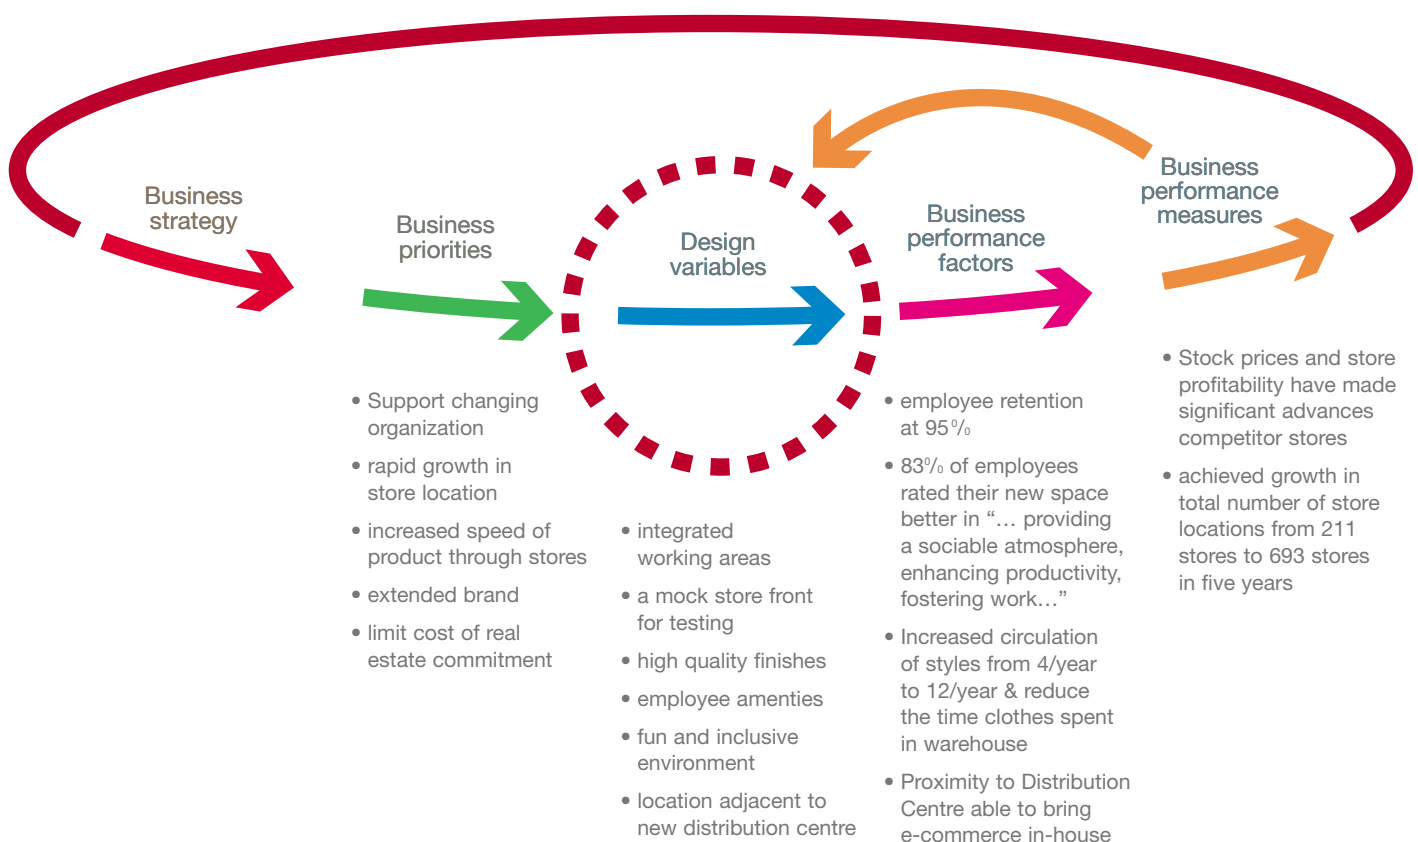 Business
strategy
Business
priorities
• Support changing
organization
• rapid growth in
store location
• increased speed of
product through stores
• extended brand
• limit cost of real
estate commitment
Design
variables
• integrated
working areas
• a mock store front
for testing
• high quality finishes
• employee amenties
• fun and inclusive
environment
• location adjacent to
new distribution centre
Business
performance
factors
• employee retention
at 95%
• 83% of employees
rated their new space
better in “… providing
a sociable atmosphere,
enhancing productivity,
fostering work…”
• Increased circulation
of styles from 4/year
to 12/year & reduce
the time clothes spent
in warehouse
• Proximity to Distribution
Centre able to bring
e-commerce in-house
Business
performance
measures
• Stock prices and store
profitability have made
significant advances
competitor stores
• achieved growth in
total number of store
locations from 211
stores to 693 stores
in five years